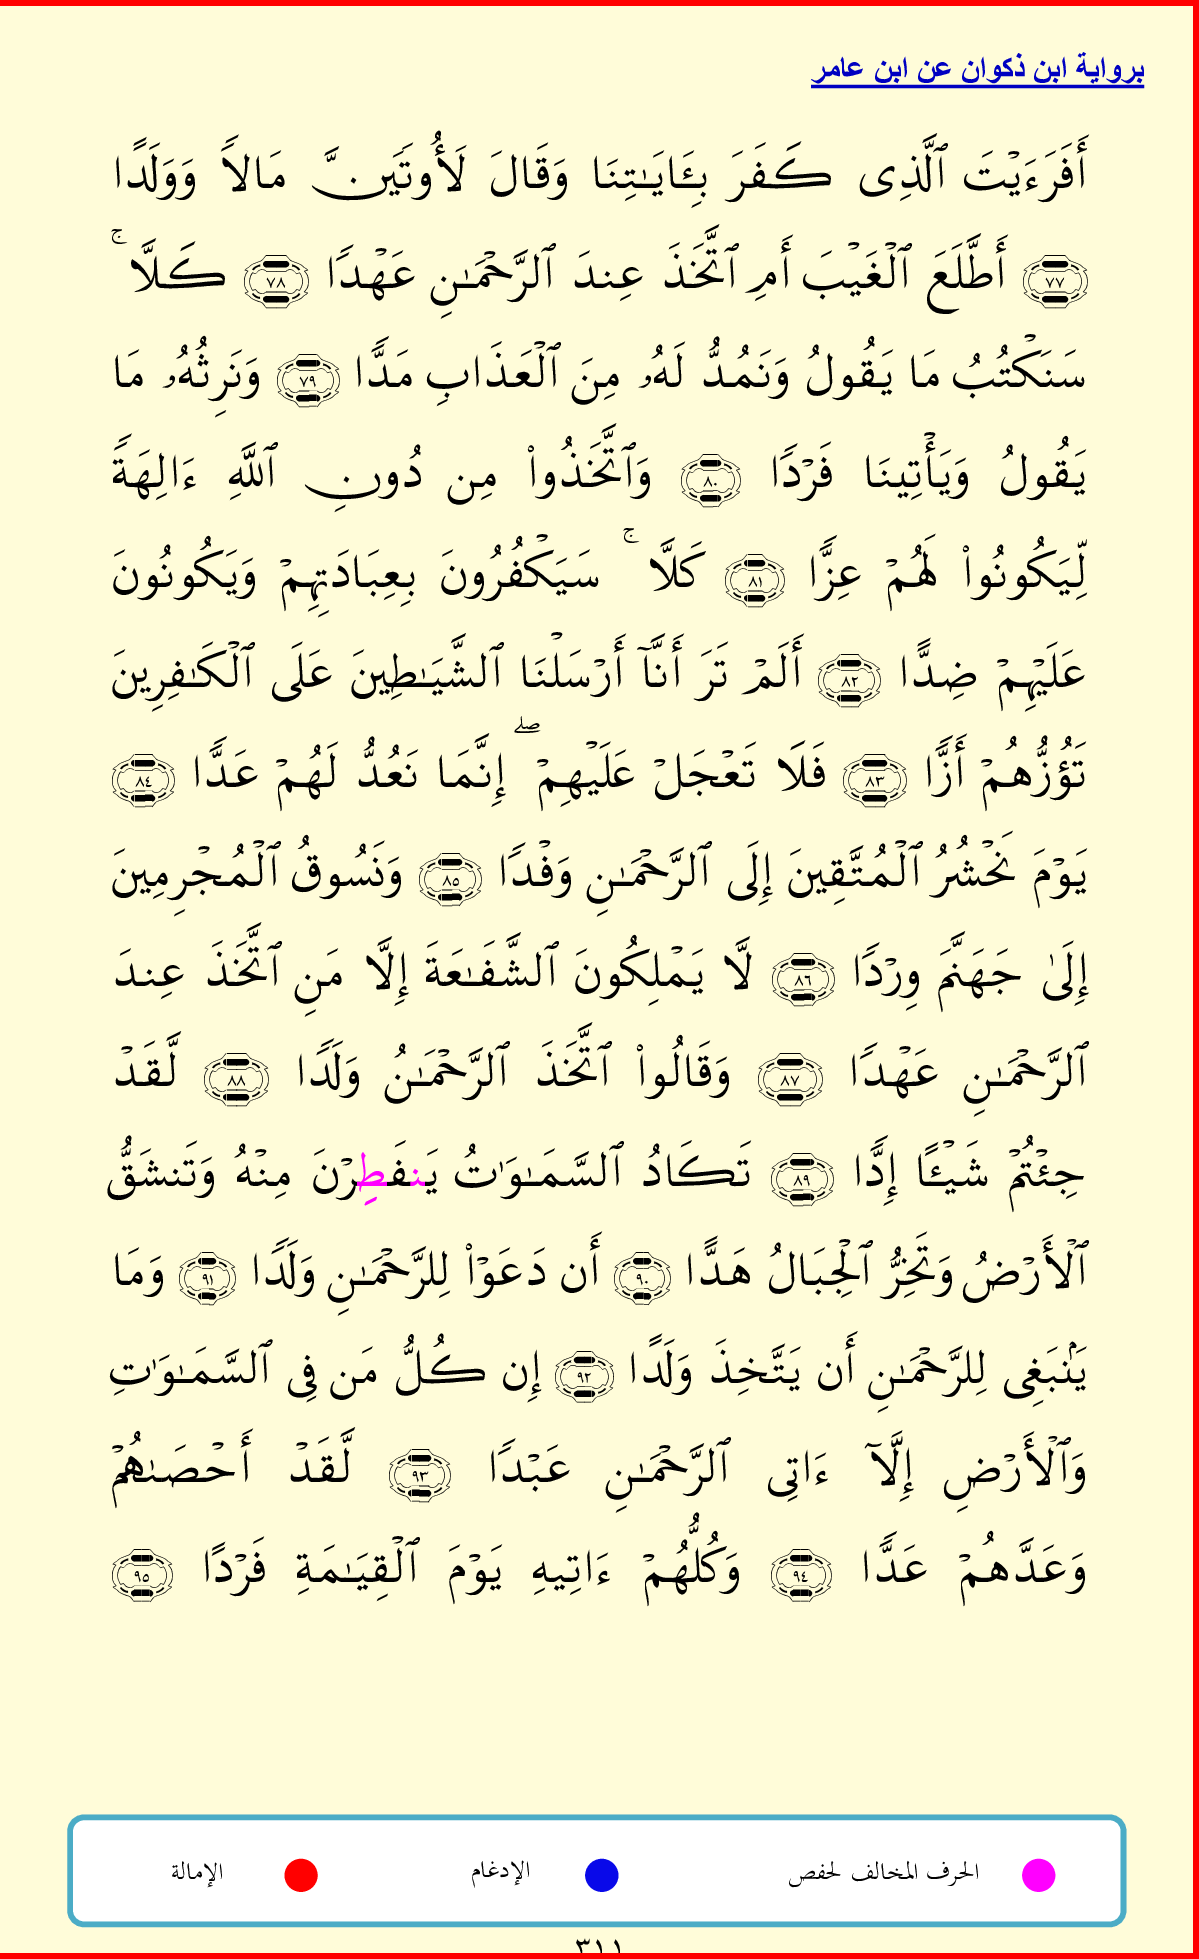 برواية ابن ذكوان عن ابن عامر
أَفَرَءَيْتَ ٱلَّذِى كَفَرَ بِـَٔايَـٰتِنَا وَقَالَ لَأُوتَيَنَّ مَالاً وَوَلَدًا
٧٧ أَطَّلَعَ ٱلْغَيْبَ أَمِ ٱتَّخَذَ عِندَ ٱلرَّحْمَـٰنِ عَهْدًا ٧٨ كَلَّا ۚ
سَنَكْتُبُ مَا يَقُولُ وَنَمُدُّ لَهُۥ مِنَ ٱلْعَذَابِ مَدًّا ٧٩ وَنَرِثُهُۥ مَا
يَقُولُ وَيَأْتِينَا فَرْدًا ٨٠ وَٱتَّخَذُوا۟ مِن دُونِ ٱللَّهِ ءَالِهَةً
لِّيَكُونُوا۟ لَهُمْ عِزًّا ٨١ كَلَّا ۚ سَيَكْفُرُونَ بِعِبَادَتِهِمْ وَيَكُونُونَ
عَلَيْهِمْ ضِدًّا ٨٢ أَلَمْ تَرَ أَنَّآ أَرْسَلْنَا ٱلشَّيَـٰطِينَ عَلَى ٱلْكَـٰفِرِينَ
تَؤُزُّهُمْ أَزًّا ٨٣ فَلَا تَعْجَلْ عَلَيْهِمْ ۖ إِنَّمَا نَعُدُّ لَهُمْ عَدًّا ٨٤
يَوْمَ نَحْشُرُ ٱلْمُتَّقِينَ إِلَى ٱلرَّحْمَـٰنِ وَفْدًا ٨٥ وَنَسُوقُ ٱلْمُجْرِمِينَ
إِلَىٰ جَهَنَّمَ وِرْدًا ٨٦ لَّا يَمْلِكُونَ ٱلشَّفَـٰعَةَ إِلَّا مَنِ ٱتَّخَذَ عِندَ
ٱلرَّحْمَـٰنِ عَهْدًا ٨٧ وَقَالُوا۟ ٱتَّخَذَ ٱلرَّحْمَـٰنُ وَلَدًا ٨٨ لَّقَدْ
جِئْتُمْ شَيْـًٔا إِدًّا ٨٩ تَكَادُ ٱلسَّمَـٰوَٰتُ يَنفَطِرْنَ مِنْهُ وَتَنشَقُّ
ٱلْأَرْضُ وَتَخِرُّ ٱلْجِبَالُ هَدًّا ٩٠ أَن دَعَوْا۟ لِلرَّحْمَـٰنِ وَلَدًا ٩١ وَمَا
يَنۢبَغِى لِلرَّحْمَـٰنِ أَن يَتَّخِذَ وَلَدًا ٩٢ إِن كُلُّ مَن فِى ٱلسَّمَـٰوَٰتِ
وَٱلْأَرْضِ إِلَّآ ءَاتِى ٱلرَّحْمَـٰنِ عَبْدًا ٩٣ لَّقَدْ أَحْصَىٰهُمْ
وَعَدَّهُمْ عَدًّا ٩٤ وَكُلُّهُمْ ءَاتِيهِ يَوْمَ ٱلْقِيَـٰمَةِ فَرْدًا ٩٥
الحرف المخالف لحفص الإدغام الإمالة
٣١١